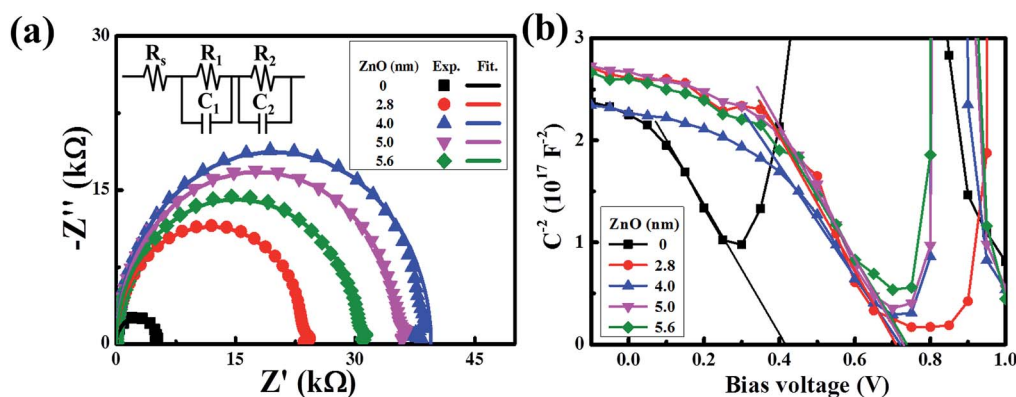 (a)
30
15
0
-Z'' (kΩ)
Rs R1 R2
C1 C2
ZnO (nm) Exp. Fit.
0
2.8
4.0
5.0
5.6
0 15 30 45
Z' (kΩ)
(b)
3
2
1
0
C⁻² (10¹⁷ F⁻²)
ZnO (nm)
0
2.8
4.0
5.0
5.6
0.0 0.2 0.4 0.6 0.8 1.0
Bias voltage (V)